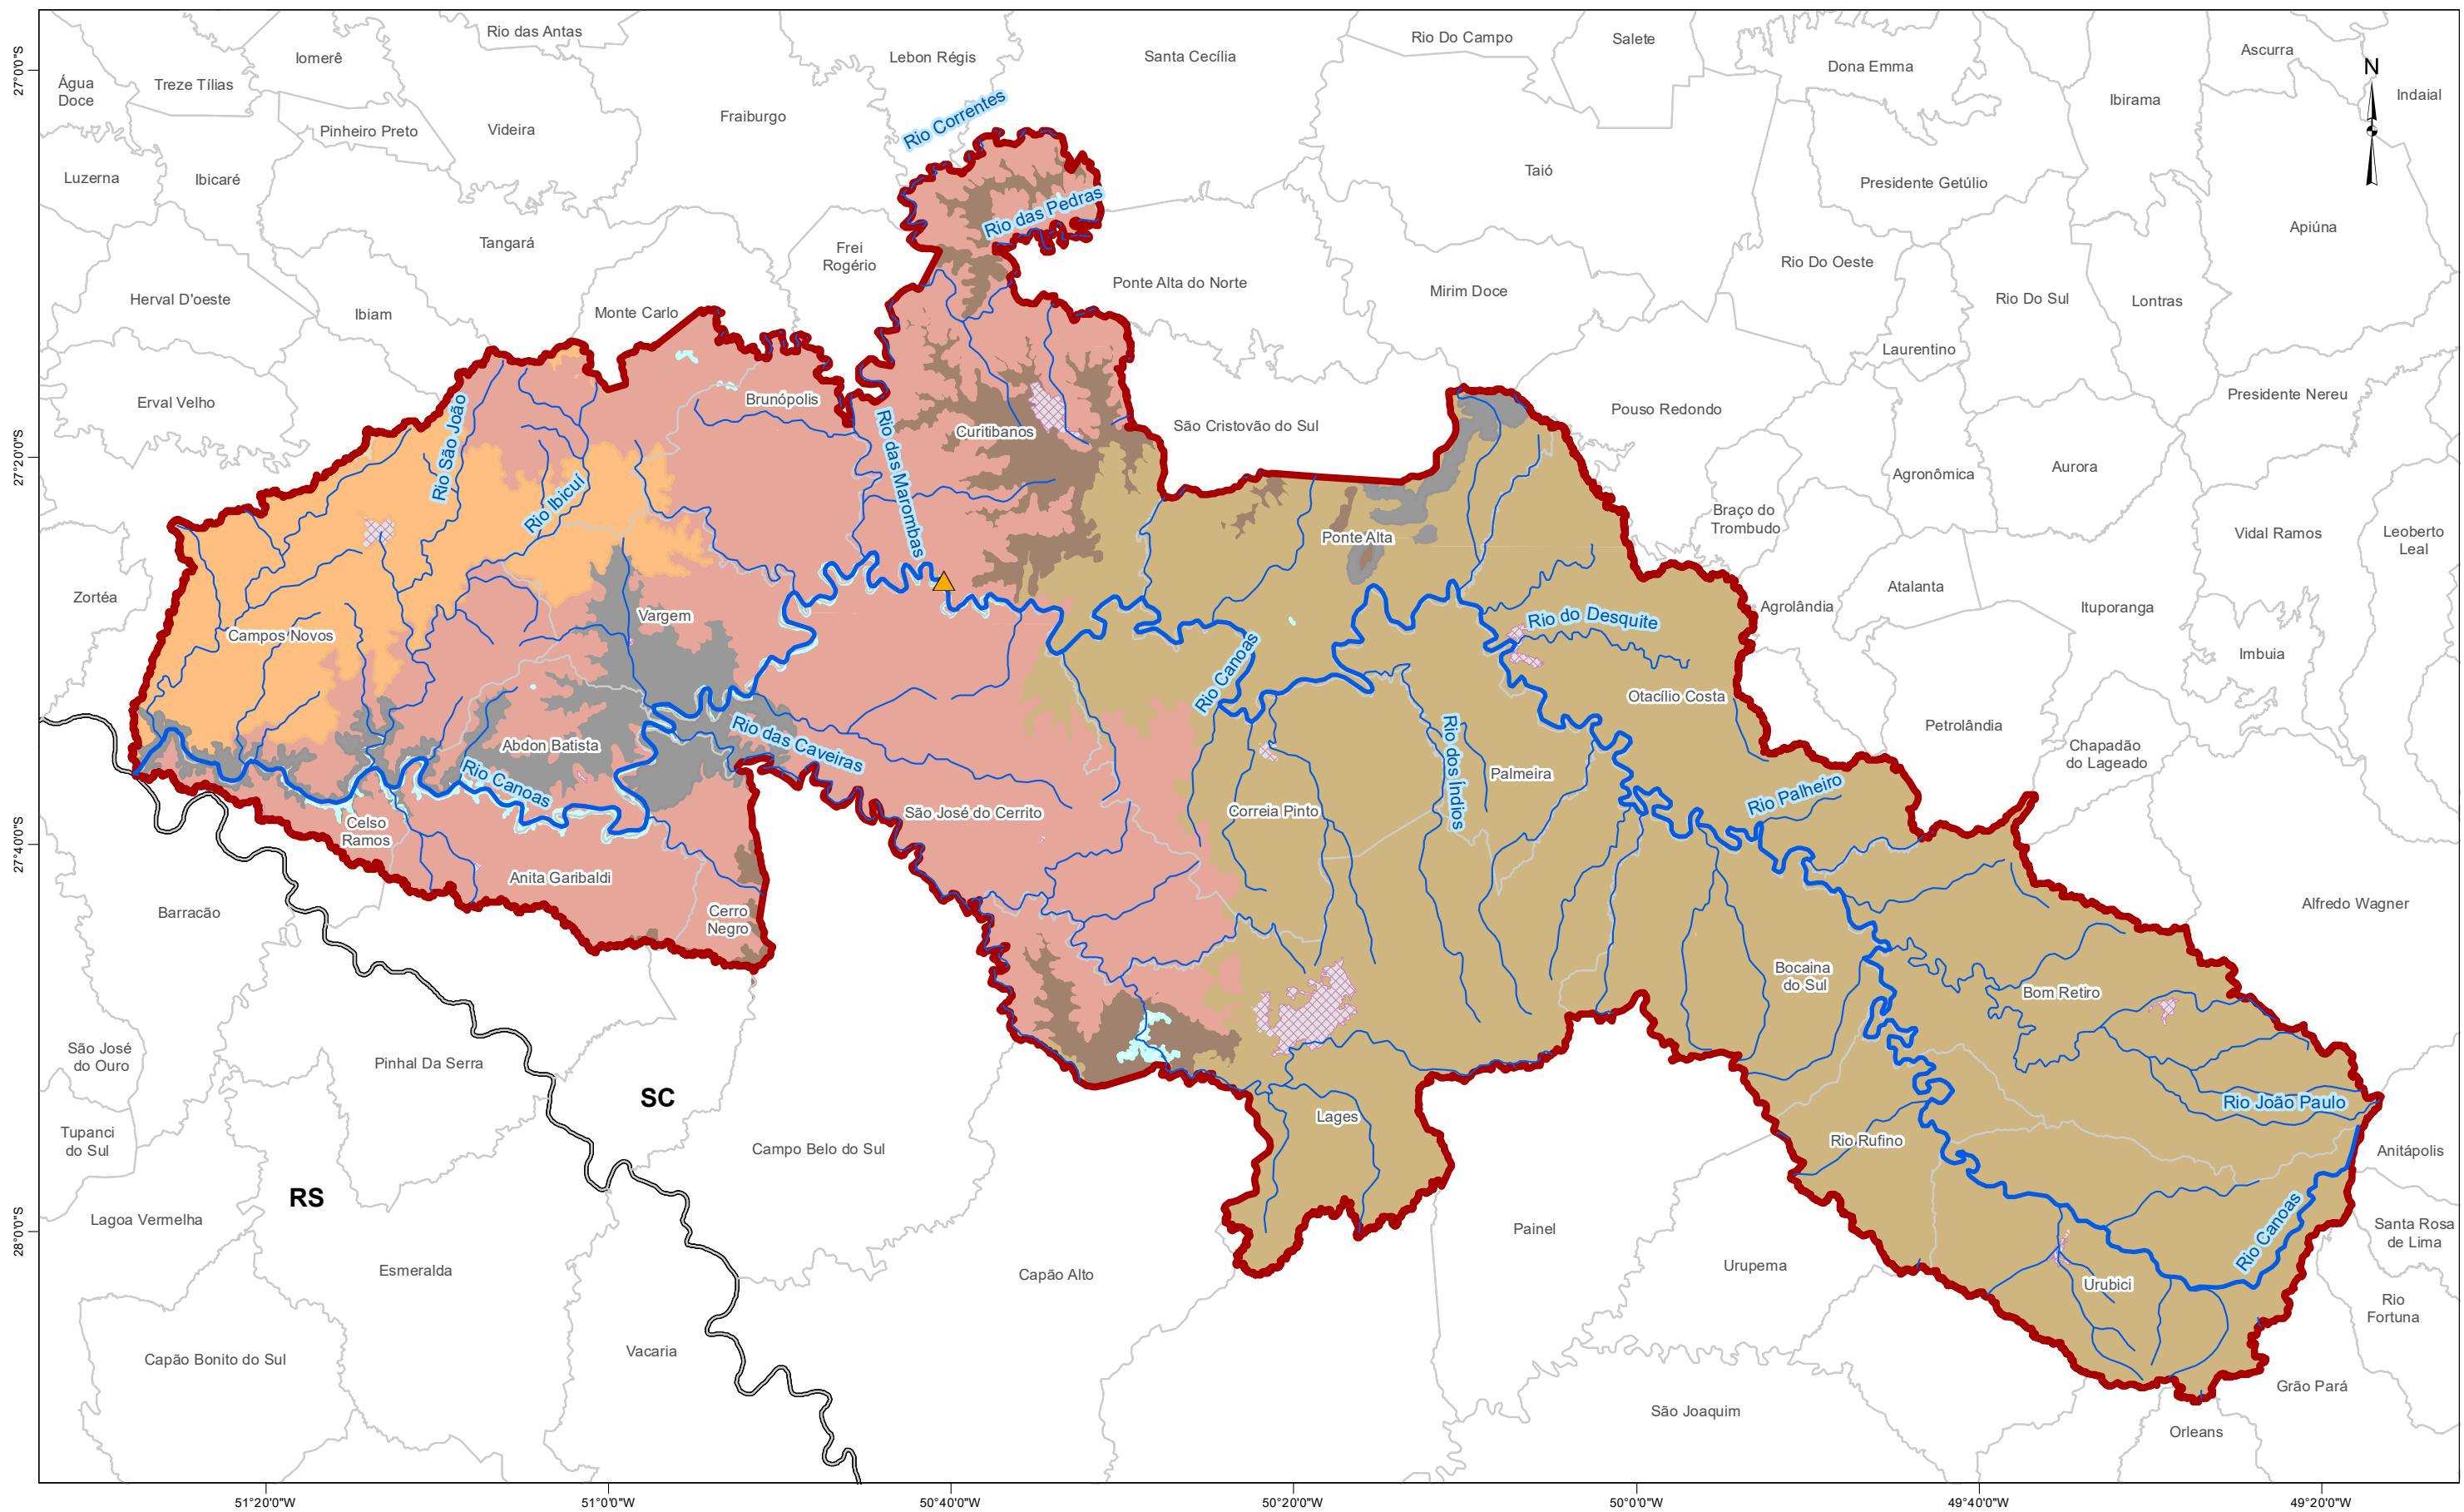 Rio das Antas
Lebon Régis
Santa Cecília
Rio Do Campo
Salete
Dona Emma
Ascurra
N
Iomerê
Água
Doce
Treze Tílias
Ibirama
Indaial
27°0'0"S
Pinheiro Preto
Videira
Fraiburgo
Rio Correntes
Luzerna
Ibicaré
Taió
Presidente Getúlio
Rio das Pedras
Tangará
Frei
Rogério
Apiúna
Herval D'oeste
Ibiam
Monte Carlo
Ponte Alta do Norte
Mirim Doce
Rio Do Oeste
Rio Do Sul
Lontras
Laurentino
Erval Velho
Brunópolis
Presidente Nereu
Rio São João
Rio das Marombas
Curitibanos
São Cristovão do Sul
Pouso Redondo
27°20'0"S
Rio Ibicuí
Agronômica
Aurora
Braço do
Trombudo
Ponte Alta
Vidal Ramos
Leoberto
Leal
Zortéa
Atalanta
Agrolândia
Ituporanga
Campos Novos
Vargem
Rio do Desquite
Imbuia
Rio Canoas
Otacílio Costa
Petrolândia
Abdon Batista
Rio das Caveiras
Rio dos Índios
Palmeira
Chapadão
do Lageado
Rio Canoas
Rio Palheiro
Celso
Ramos
São José do Cerrito
Correia Pinto
27°40'0"S
Anita Garibaldi
Cerro
Negro
Barracão
Alfredo Wagner
Bocaina
do Sul
Bom Retiro
São José
do Ouro
Pinhal Da Serra
SC
Lages
Rio João Paulo
Tupanci
do Sul
Campo Belo do Sul
Rio Rufino
Anitápolis
RS
Lagoa Vermelha
Painel
Rio Canoas
Santa Rosa
de Lima
28°0'0"S
Esmeralda
Capão Alto
Urupema
Urubici
Rio
Fortuna
Capão Bonito do Sul
Vacaria
Grão Pará
São Joaquim
Orleans
51°20'0"W
51°0'0"W
50°40'0"W
50°20'0"W
50°0'0"W
49°40'0"W
49°20'0"W